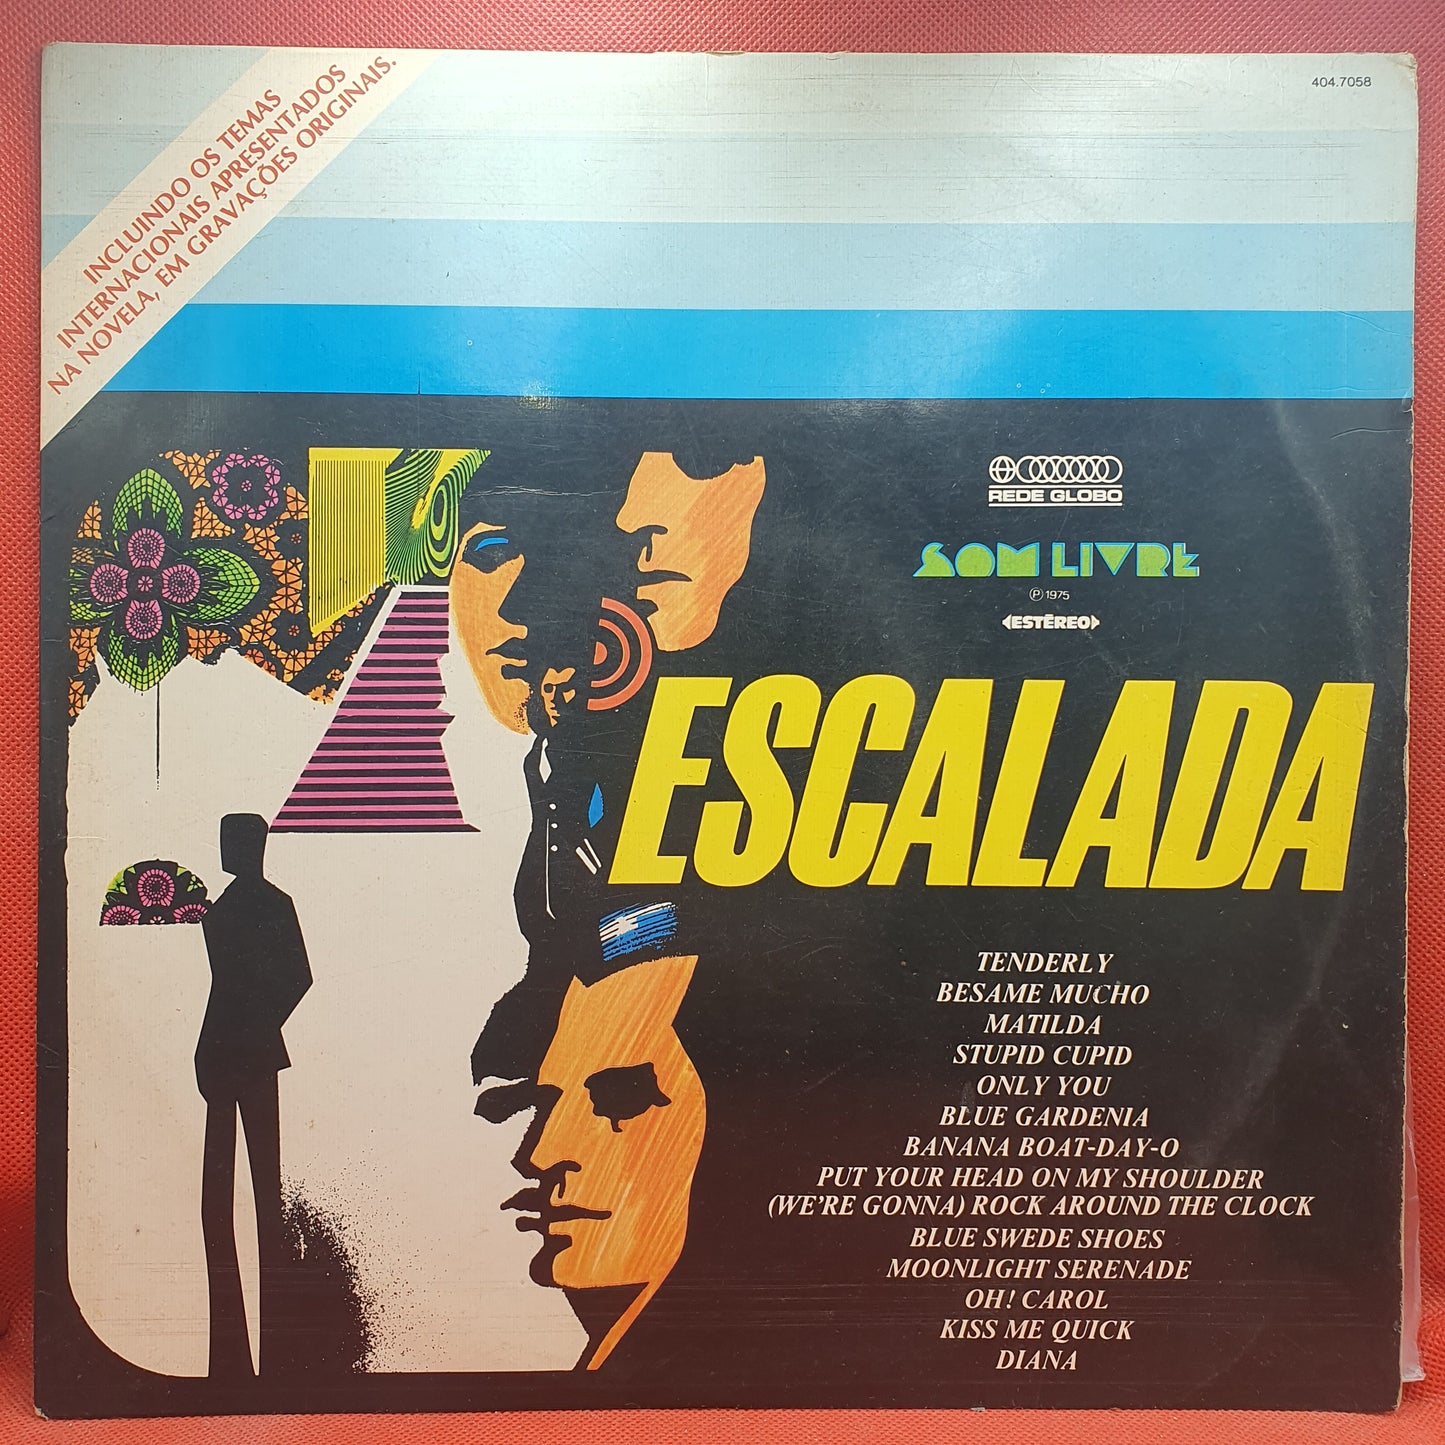 INCLUINDO OS TEMAS
INTERNACIONAIS APRESENTADOS
NA NOVELA, EM GRAVAÇÕES ORIGINAIS.
404.7058
REDE GLOBO
SOM LIVRE
℗ 1975
ESTÉREO
ESCALADA
TENDERLY
BESAME MUCHO
MATILDA
STUPID CUPID
ONLY YOU
BLUE GARDENIA
BANANA BOAT-DAY-O
PUT YOUR HEAD ON MY SHOULDER
(WE'RE GONNA) ROCK AROUND THE CLOCK
BLUE SWEDE SHOES
MOONLIGHT SERENADE
OH! CAROL
KISS ME QUICK
DIANA